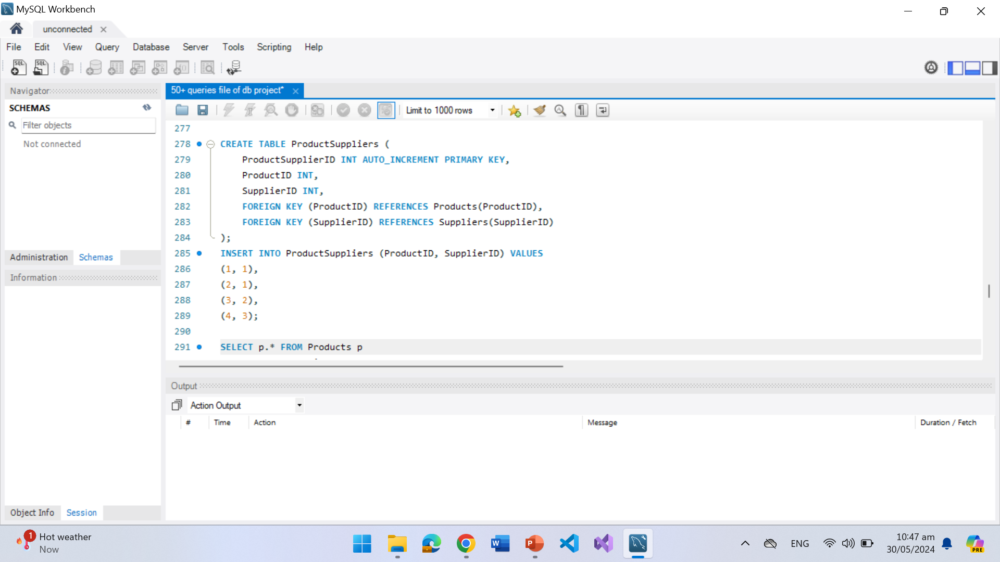 MySQL Workbench
unconnected
File Edit View Query Database Server Tools Scripting Help
Navigator
SCHEMAS
Filter objects
Not connected
Administration Schemas
Information
Object Info Session
50+ queries file of db project*
Limit to 1000 rows
277
278 CREATE TABLE ProductSuppliers (
279 ProductSupplierID INT AUTO_INCREMENT PRIMARY KEY,
280 ProductID INT,
281 SupplierID INT,
282 FOREIGN KEY (ProductID) REFERENCES Products(ProductID),
283 FOREIGN KEY (SupplierID) REFERENCES Suppliers(SupplierID)
284 );
285 INSERT INTO ProductSuppliers (ProductID, SupplierID) VALUES
286 (1, 1),
287 (2, 1),
288 (3, 2),
289 (4, 3);
290
291 SELECT p.* FROM Products p
Output
Action Output
# Time Action Message Duration / Fetch
1 Hot weather
Now
ENG
10:47 am
30/05/2024
PRE